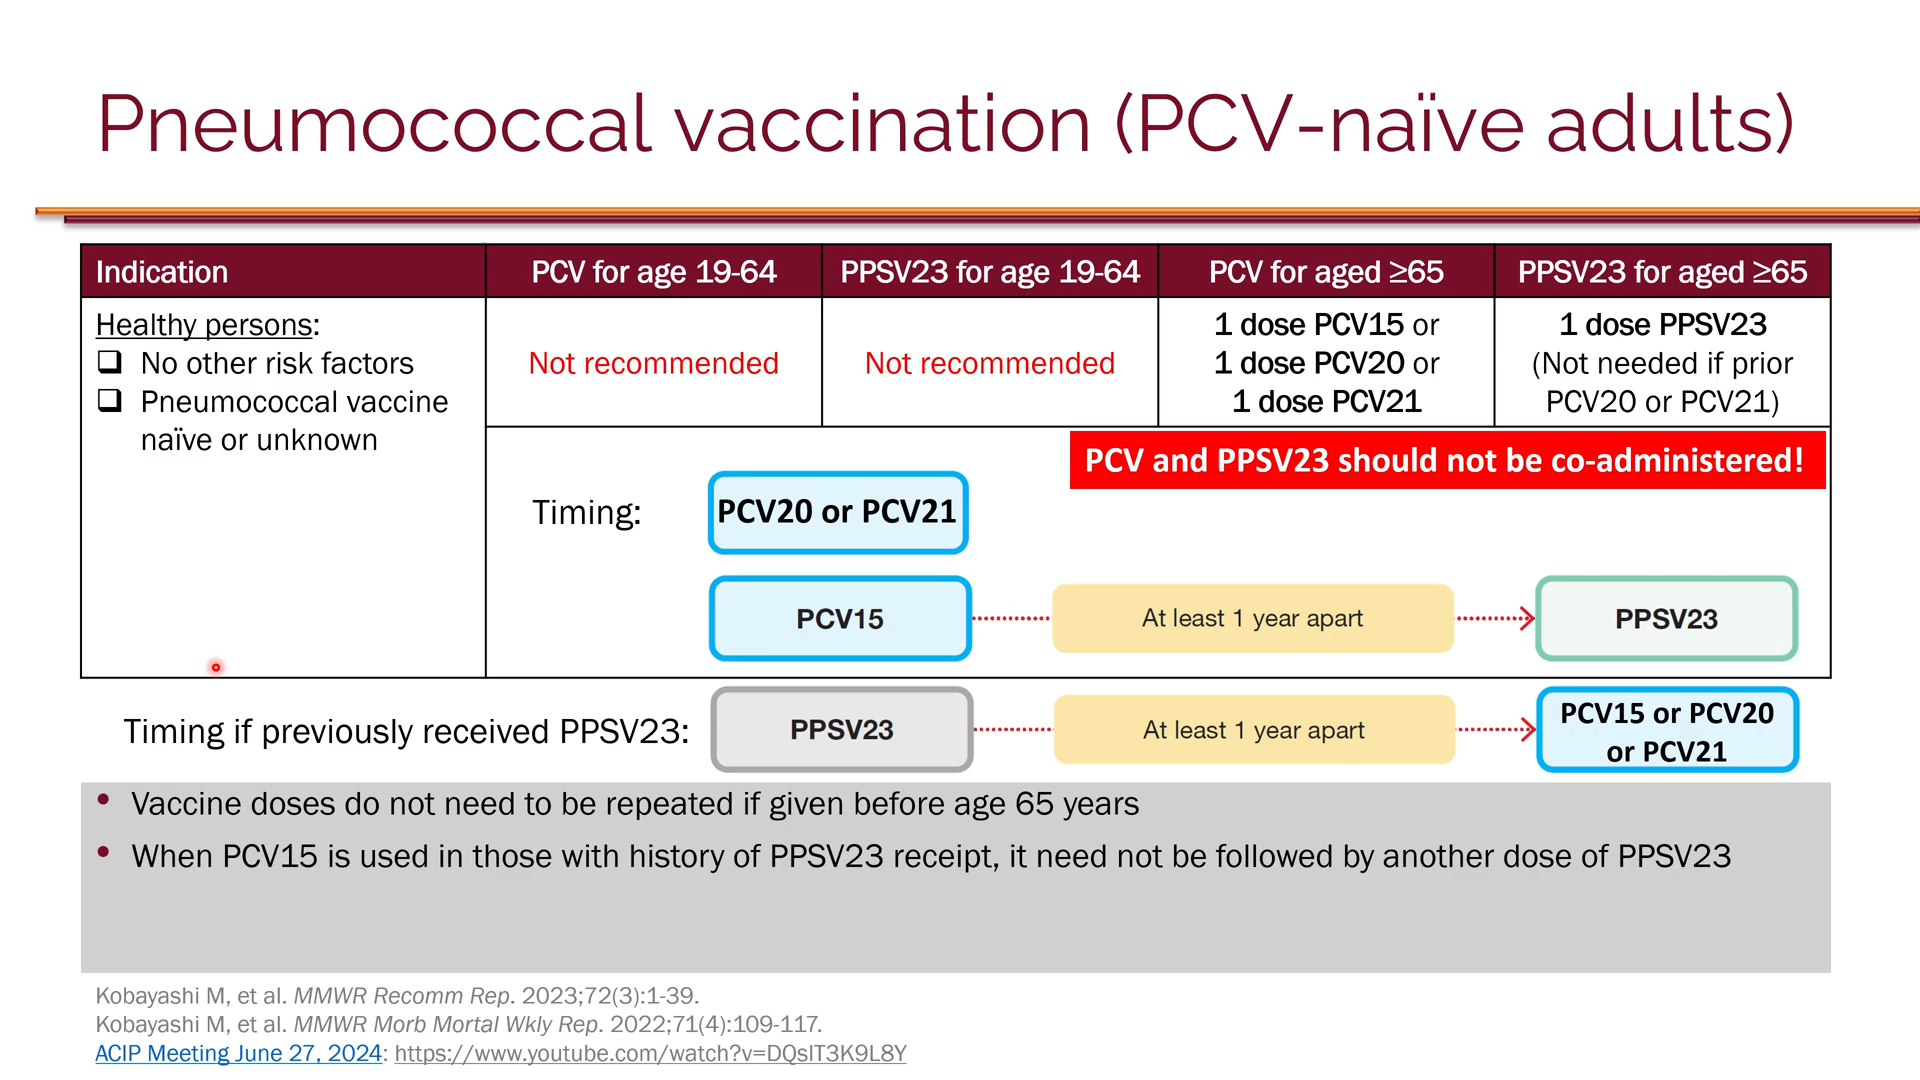 Pneumococcal vaccination (PCV-naïve adults)
Indication
PCV for age 19-64
PPSV23 for age 19-64
PCV for aged ≥65
PPSV23 for aged ≥65
Healthy persons:
❑ No other risk factors
❑ Pneumococcal vaccine
naïve or unknown
Not recommended
Not recommended
1 dose PCV15 or
1 dose PCV20 or
1 dose PCV21
1 dose PPSV23
(Not needed if prior
PCV20 or PCV21)
PCV and PPSV23 should not be co-administered!
Timing:
PCV20 or PCV21
PCV15
At least 1 year apart
PPSV23
Timing if previously received PPSV23:
PPSV23
At least 1 year apart
PCV15 or PCV20
or PCV21
• Vaccine doses do not need to be repeated if given before age 65 years
• When PCV15 is used in those with history of PPSV23 receipt, it need not be followed by another dose of PPSV23
Kobayashi M, et al. MMWR Recomm Rep. 2023;72(3):1-39.
Kobayashi M, et al. MMWR Morb Mortal Wkly Rep. 2022;71(4):109-117.
ACIP Meeting June 27, 2024: https://www.youtube.com/watch?v=DQsIT3K9L8Y